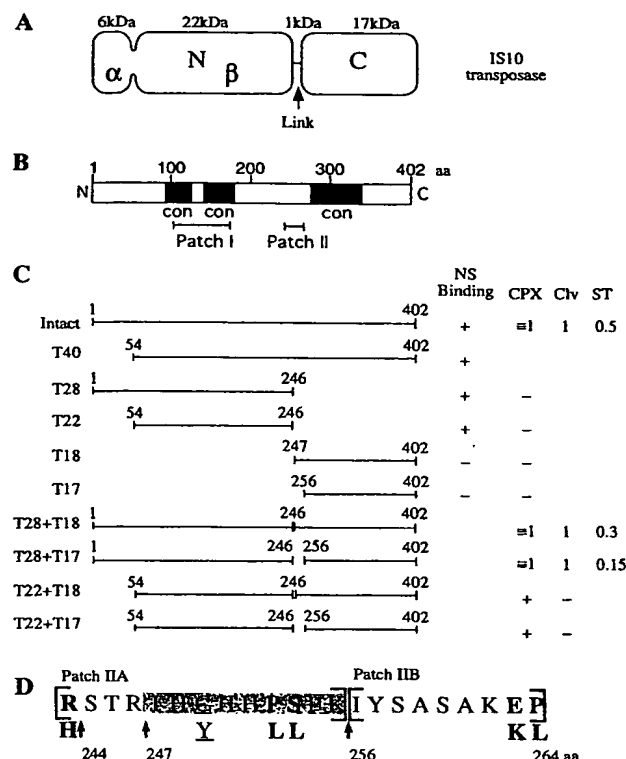 A
6kDa 22kDa 1kDa 17kDa
α N β C
IS10
transposase
Link
B
1 100 200 300 402 aa
N C
con con con
Patch I Patch II
C
NS
Binding CPX Clv ST
Intact 1 402 + ≅1 1 0.5
T40 54 402 +
T28 1 246 + –
T22 54 246 + –
T18 247 402 – –
T17 256 402 – –
T28+T18 1 246 402 ≅1 1 0.3
T28+T17 1 246 256 402 ≅1 1 0.15
T22+T18 54 246 402 + –
T22+T17 54 246 256 402 + –
D
Patch IIA Patch IIB
R S T R I Y S A S A K E P
H Y L L K L
244 247 256 264 aa